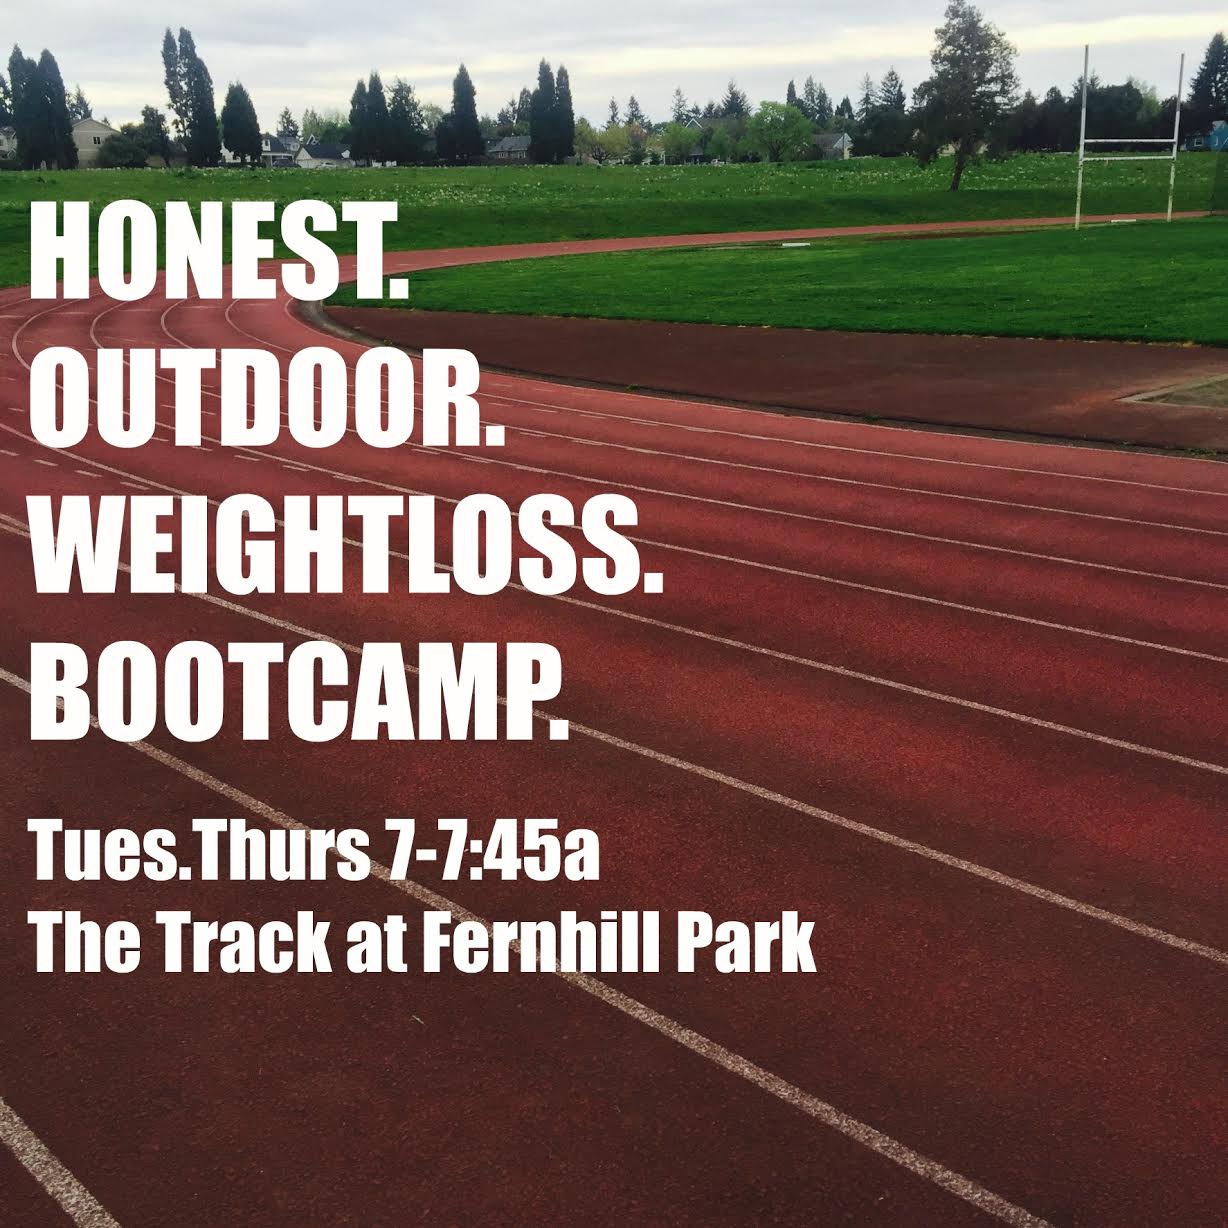 HONEST.
OUTDOOR.
WEIGHTLOSS.
BOOTCAMP.
Tues.Thurs 7-7:45a
The Track at Fernhill Park